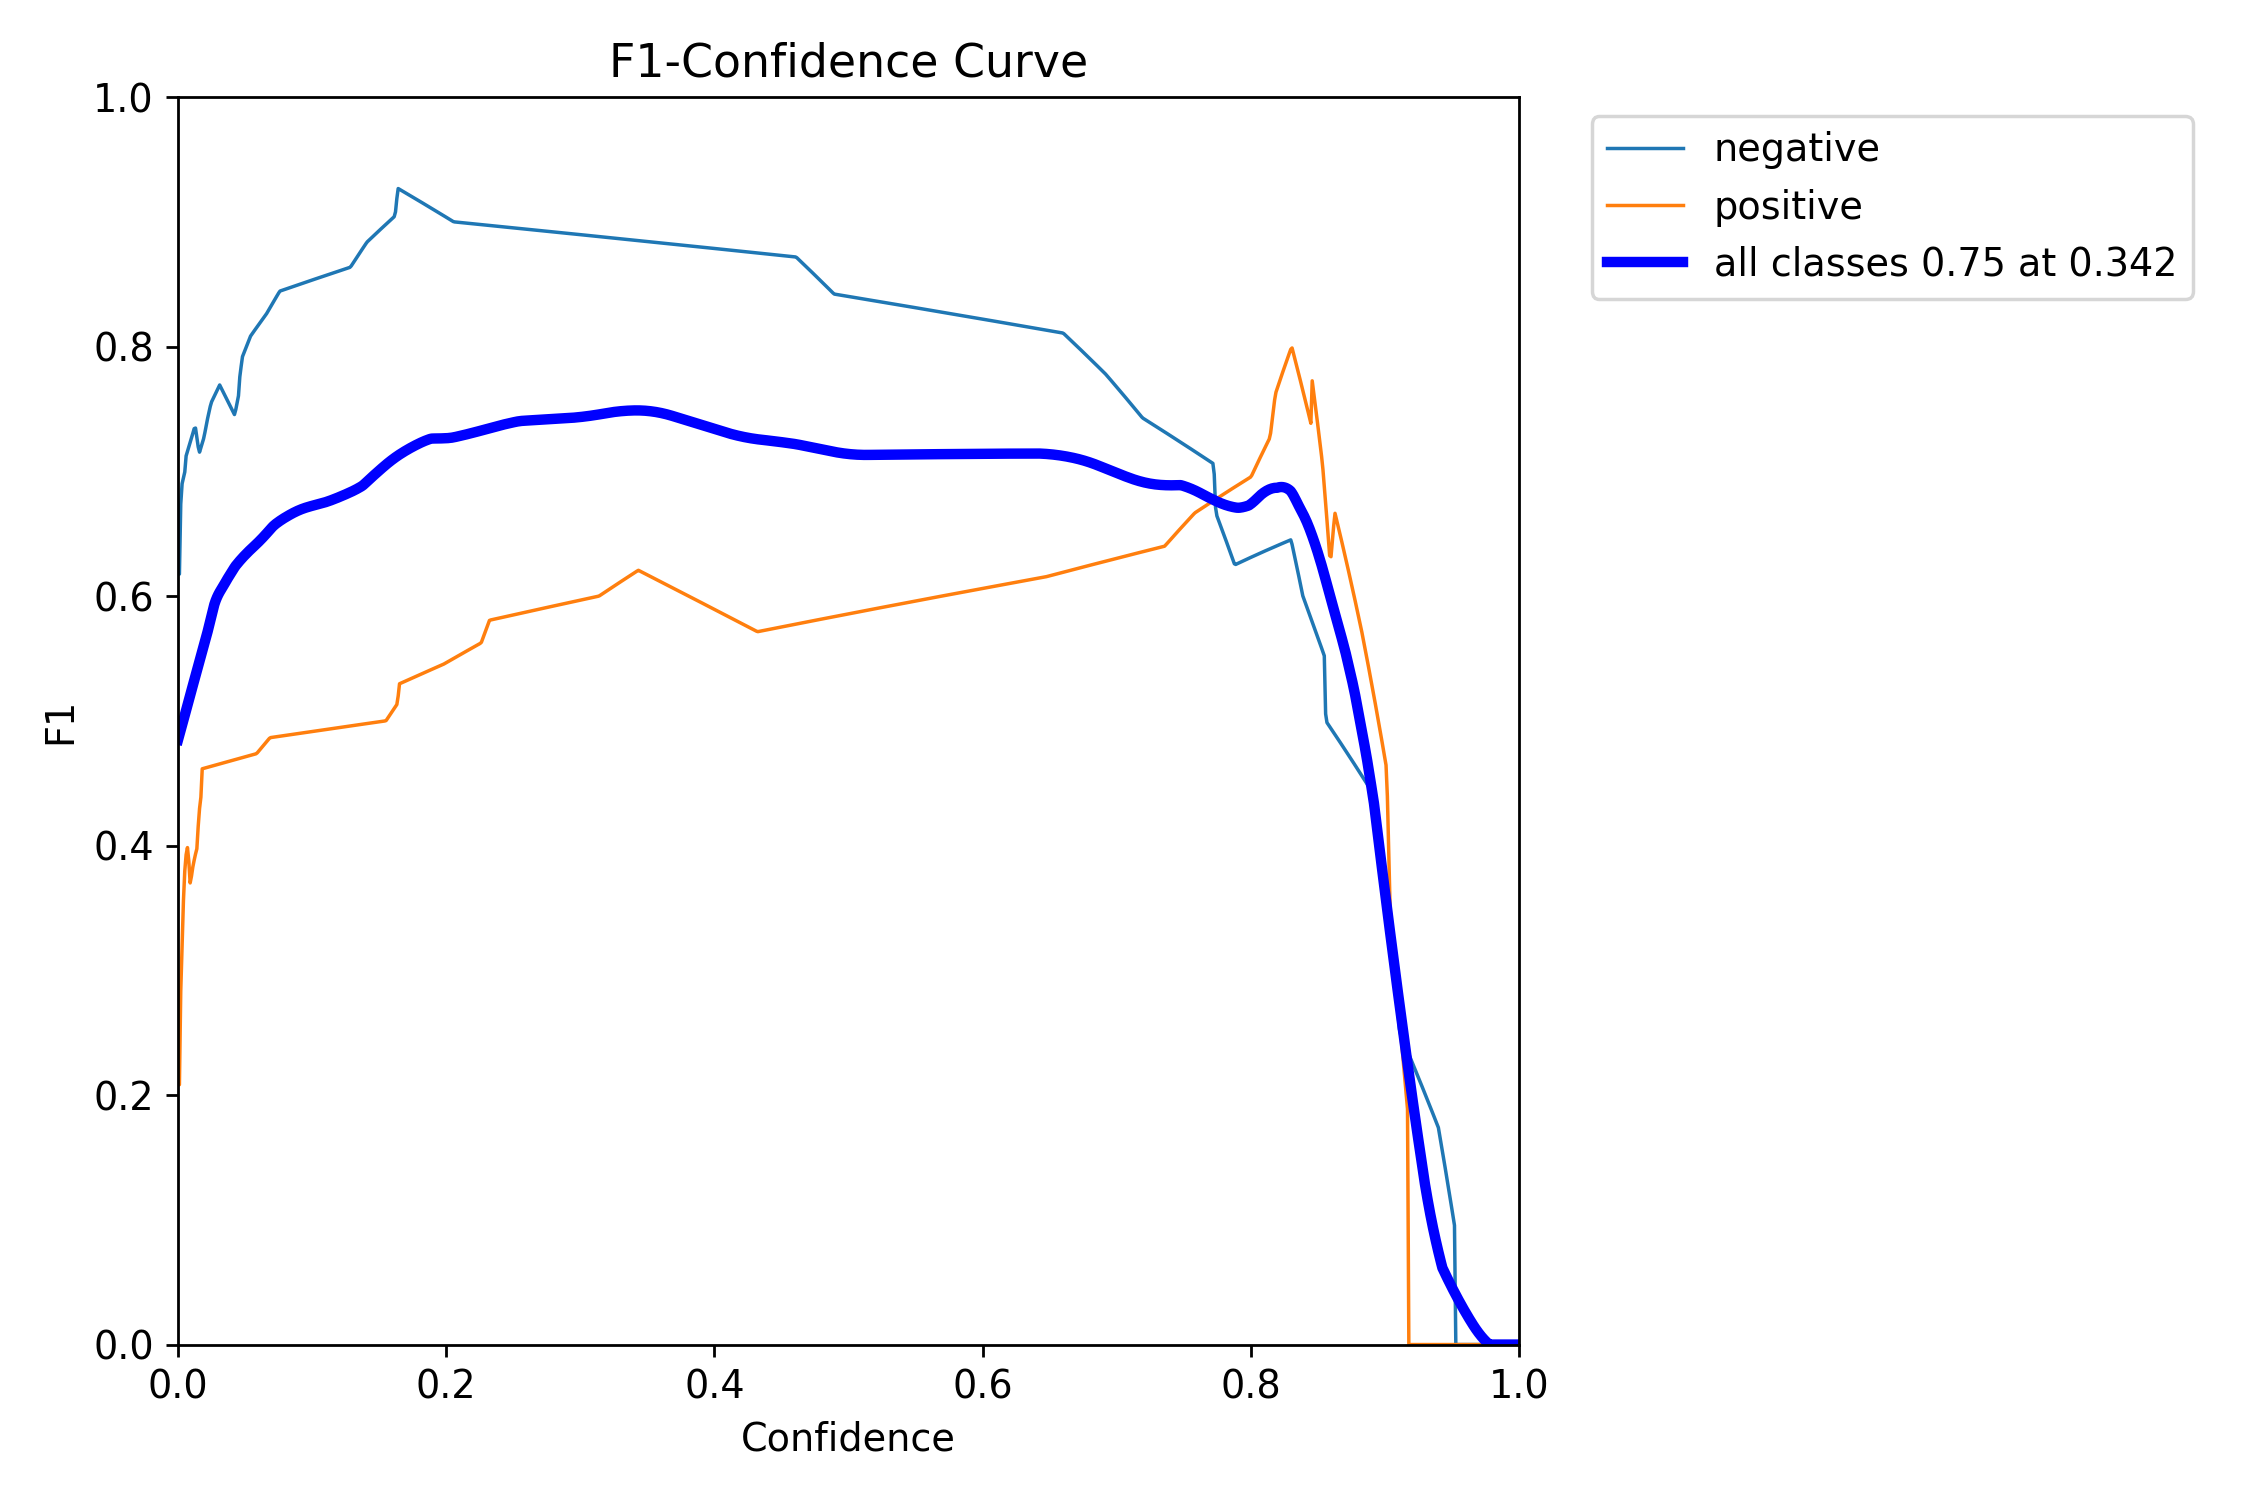 F1-Confidence Curve
1.0
0.8
0.6
0.4
0.2
0.0
F1
0.0 0.2 0.4 0.6 0.8 1.0
Confidence
negative
positive
all classes 0.75 at 0.342